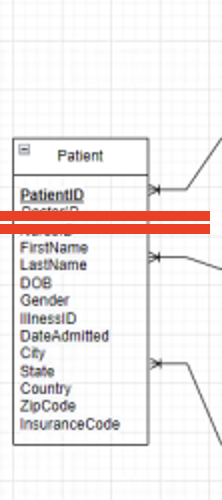 Patient
PatientID
FirstName
LastName
DOB
Gender
IllnessID
DateAdmitted
City
State
Country
ZipCode
InsuranceCode